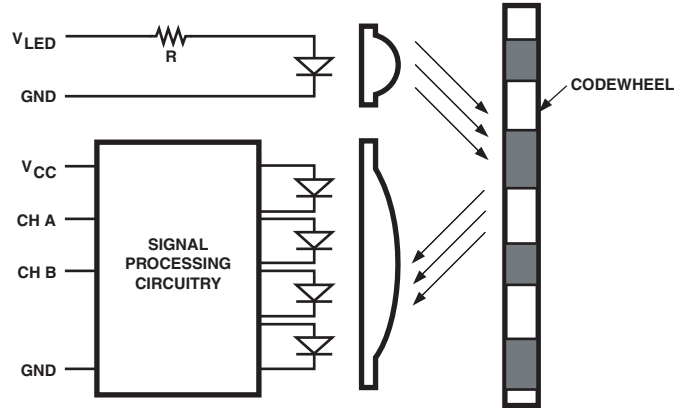 VLED
R
GND
CODEWHEEL
VCC
CH A
CH B
GND
SIGNAL
PROCESSING
CIRCUITRY